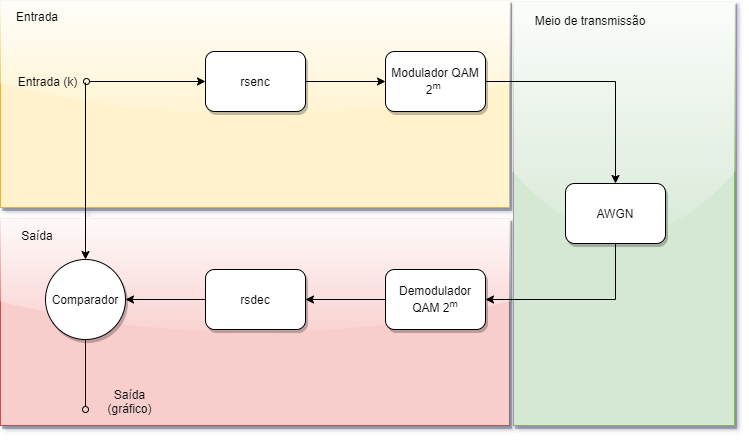 Entrada
Meio de transmissão
Entrada (k)
rsenc
Modulador QAM
2^m
AWGN
Saída
Comparador
rsdec
Demodulador
QAM 2^m
Saída
(gráfico)